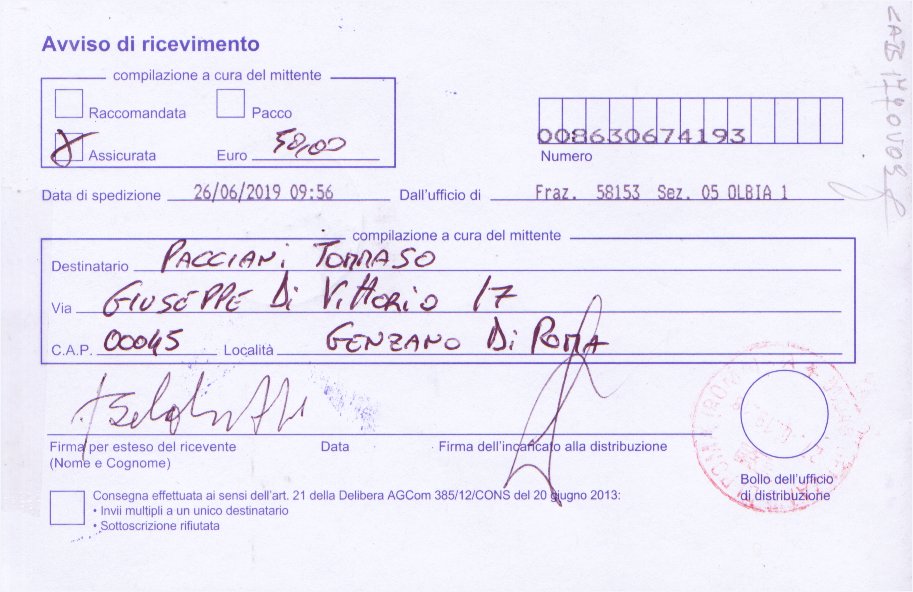 Avviso di ricevimento
compilazione a cura del mittente
Raccomandata Pacco
Assicurata Euro 50,00
008630674193
Numero
Data di spedizione 26/06/2019 09:56 Dall'ufficio di Fraz. 58153 Sez. 05 OLBIA 1
compilazione a cura del mittente
Destinatario PACCIANI TOMMASO
Via GIUSEPPE Di VITTORIO 17
C.A.P. 00045 Località GENZANO Di ROMA
Firma per esteso del ricevente Data Firma dell'incaricato alla distribuzione
(Nome e Cognome)
Bollo dell'ufficio
di distribuzione
Consegna effettuata ai sensi dell'art. 21 della Delibera AGCom 385/12/CONS del 20 giugno 2013:
• Invii multipli a un unico destinatario
• Sottoscrizione rifiutata